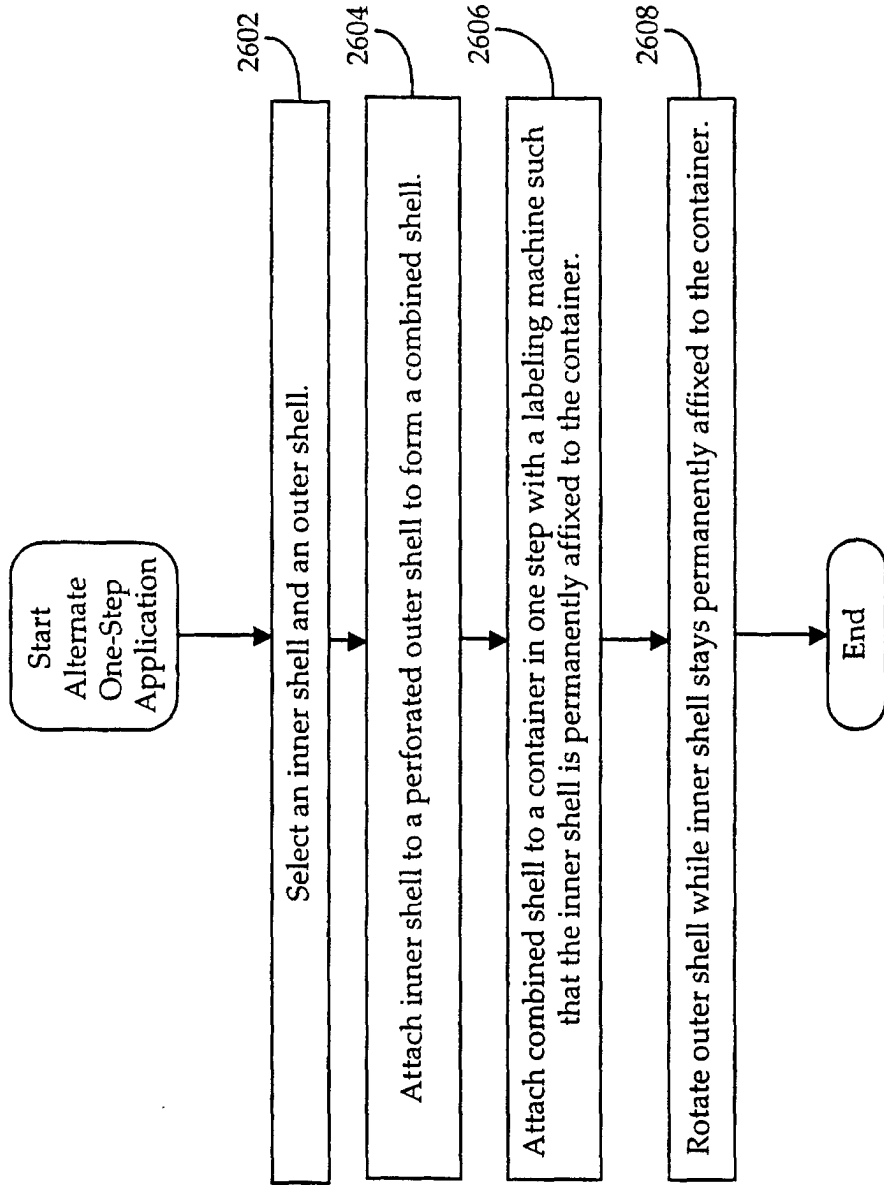 Start
Alternate
One-Step
Application
2602
Select an inner shell and an outer shell.
2604
Attach inner shell to a perforated outer shell to form a combined shell.
2606
Attach combined shell to a container in one step with a labeling machine such
that the inner shell is permanently affixed to the container.
2608
Rotate outer shell while inner shell stays permanently affixed to the container.
End